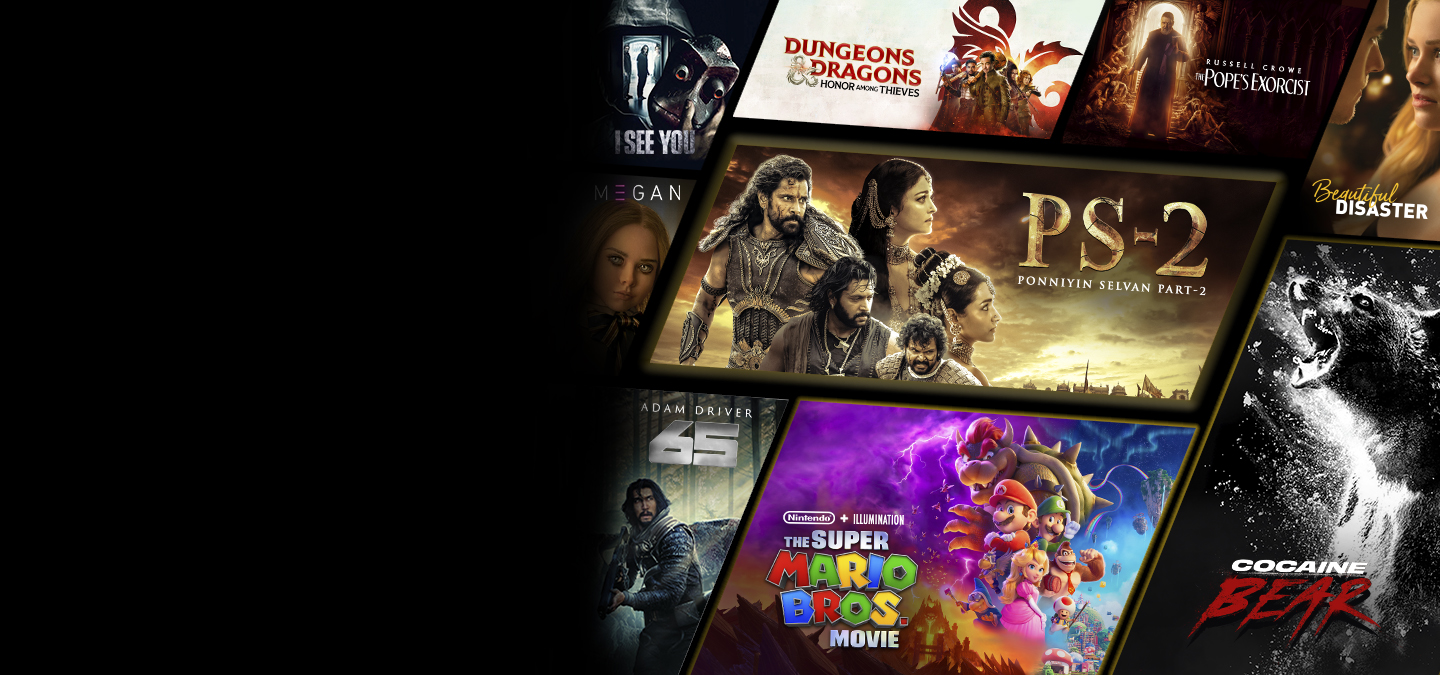 I SEE YOU
DUNGEONS
& DRAGONS
HONOR AMONG THIEVES
RUSSELL CROWE
THE POPE'S EXORCIST
Beautiful
DISASTER
MEGAN
PS-2
PONNIYIN SELVAN PART-2
ADAM DRIVER
65
Nintendo + ILLUMINATION
THE SUPER
MARIO
BROS.
MOVIE
COCAINE
BEAR